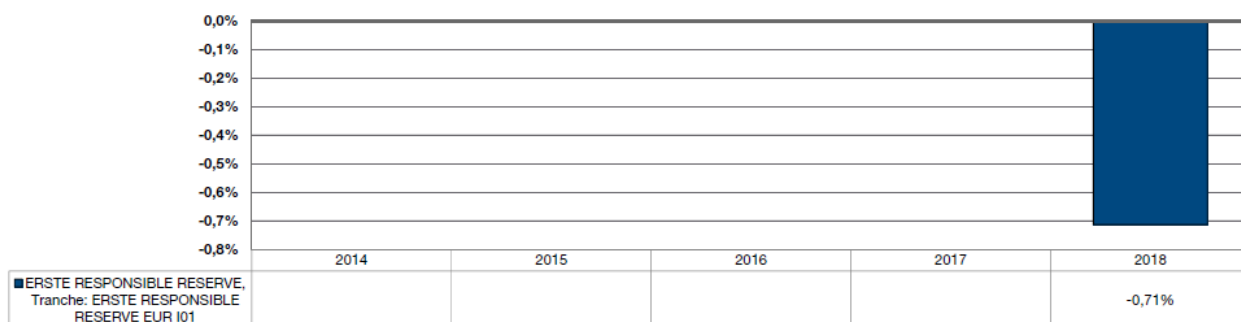 0,0%
-0,1%
-0,2%
-0,3%
-0,4%
-0,5%
-0,6%
-0,7%
-0,8%
2014 2015 2016 2017 2018
ERSTE RESPONSIBLE RESERVE,
Tranche: ERSTE RESPONSIBLE
RESERVE EUR I01
-0,71%